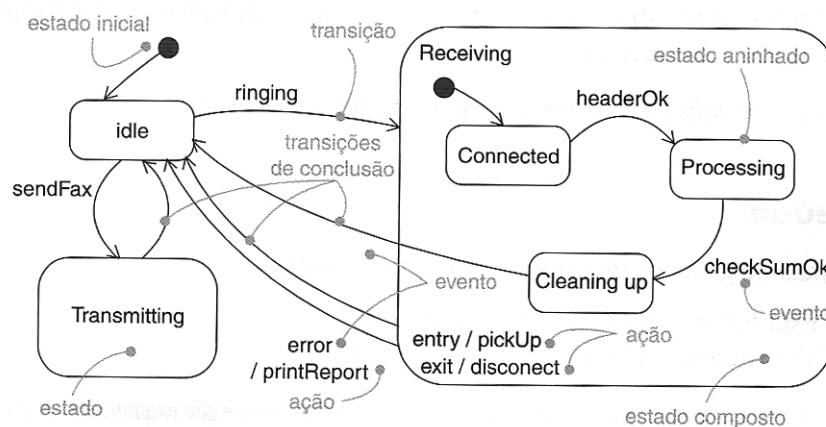 estado inicial
transição
Receiving
estado aninhado
ringing
headerOk
idle
transições
de conclusão
Connected
Processing
sendFax
Transmitting
evento
Cleaning up
checkSumOk
evento
error
/ printReport
entry / pickUp
exit / disconect
ação
ação
estado
estado composto